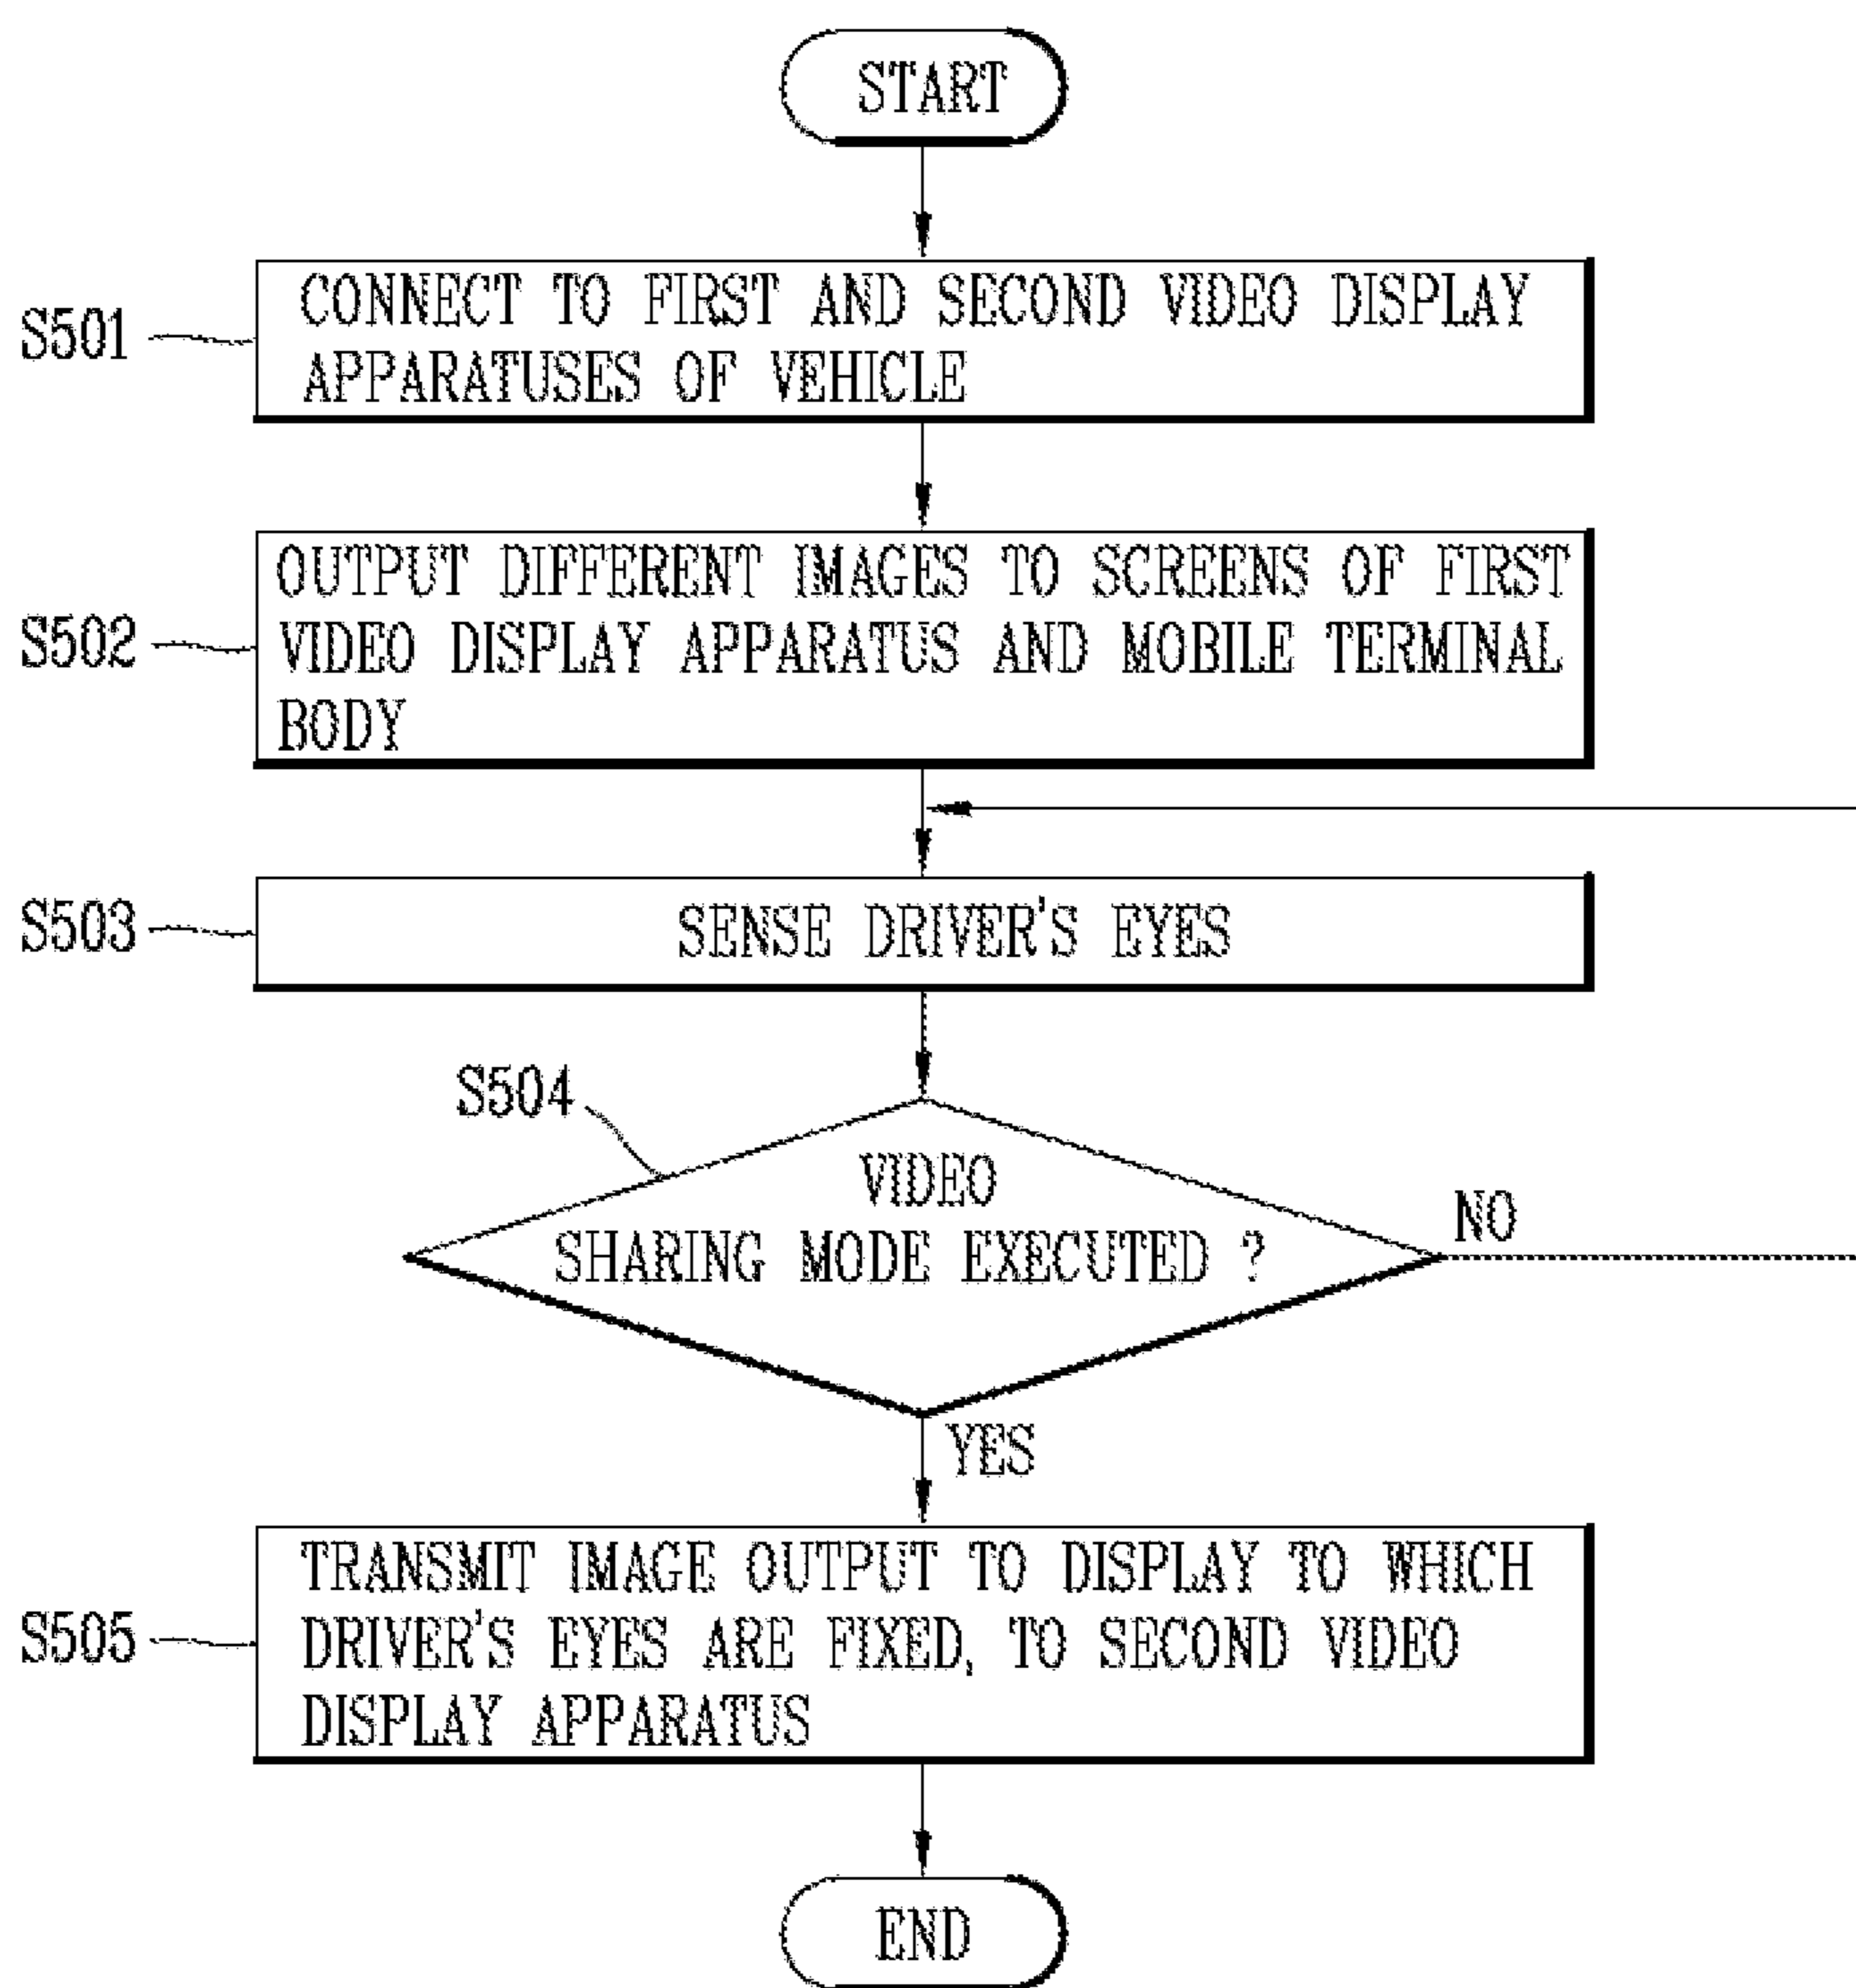 START
S501
CONNECT TO FIRST AND SECOND VIDEO DISPLAY
APPARATUSES OF VEHICLE
S502
OUTPUT DIFFERENT IMAGES TO SCREENS OF FIRST
VIDEO DISPLAY APPARATUS AND MOBILE TERMINAL
BODY
S503
SENSE DRIVER'S EYES
S504
VIDEO
SHARING MODE EXECUTED ?
NO
YES
S505
TRANSMIT IMAGE OUTPUT TO DISPLAY TO WHICH
DRIVER'S EYES ARE FIXED, TO SECOND VIDEO
DISPLAY APPARATUS
END